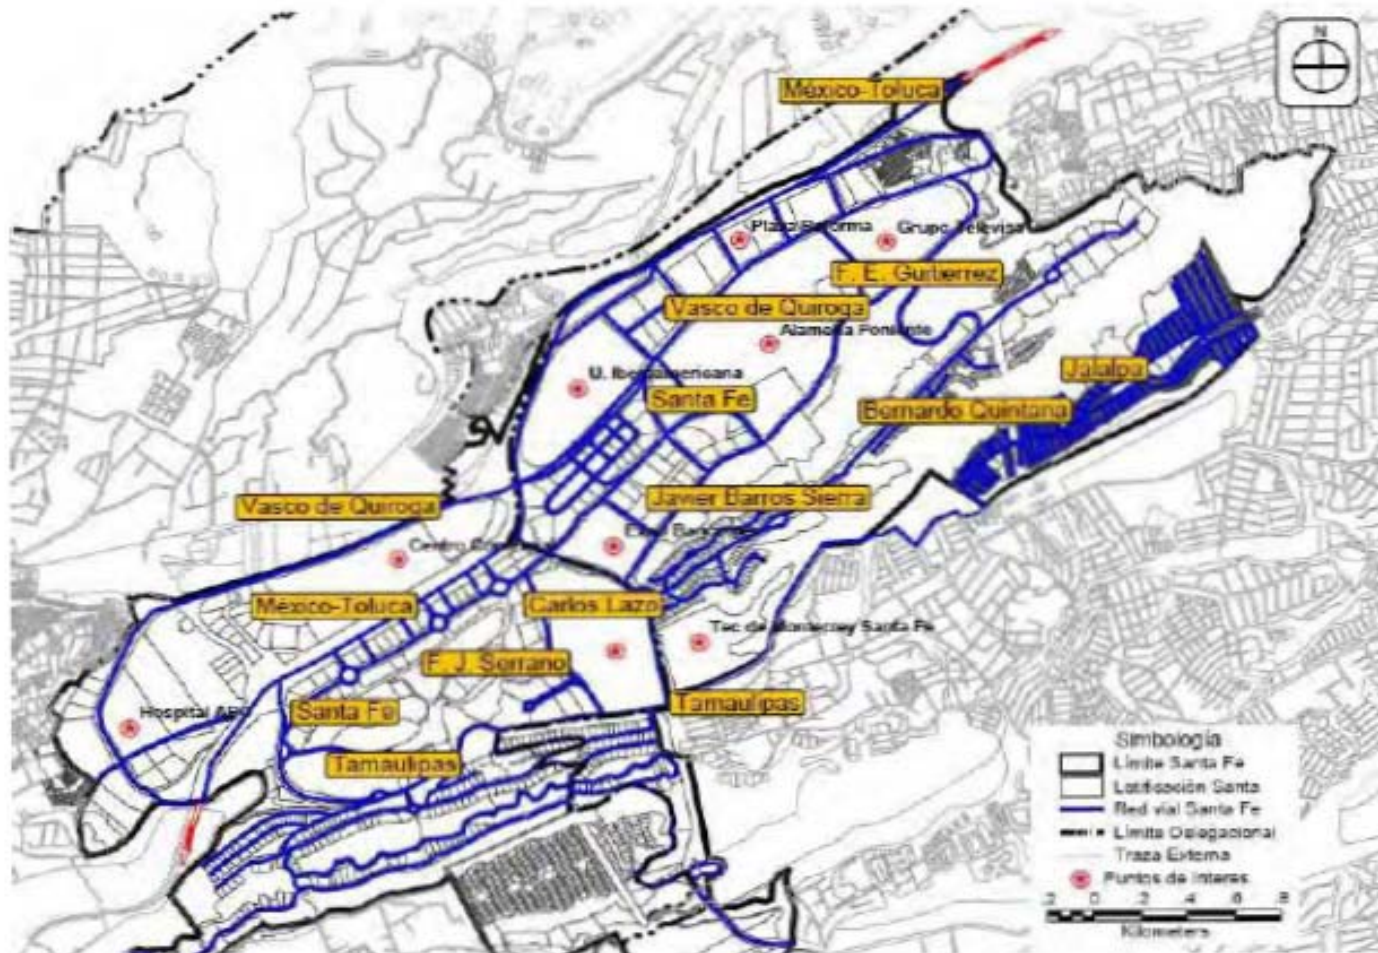 N
México-Toluca
Plaza Reforma
Grupo Televisa
F. E. Gutierrez
Vasco de Quiroga
Alameda Poniente
Jalalpa
U. Iberoamericana
Santa Fe
Bernardo Quintana
Vasco de Quiroga
Javier Barros Sierra
Centro
México-Toluca
Carlos Lazo
Tec de Monterrey Santa Fe
F. J. Serrano
Hospital ABC
Santa Fe
Tamaulipas
Tamaulipas
Simbología
Límite Santa Fe
Lotificación Santa
Red vial Santa Fe
Límite Delegacional
Traza Externa
Puntos de Interes
.2 0 .2 .4 .6 .8
Kilometers